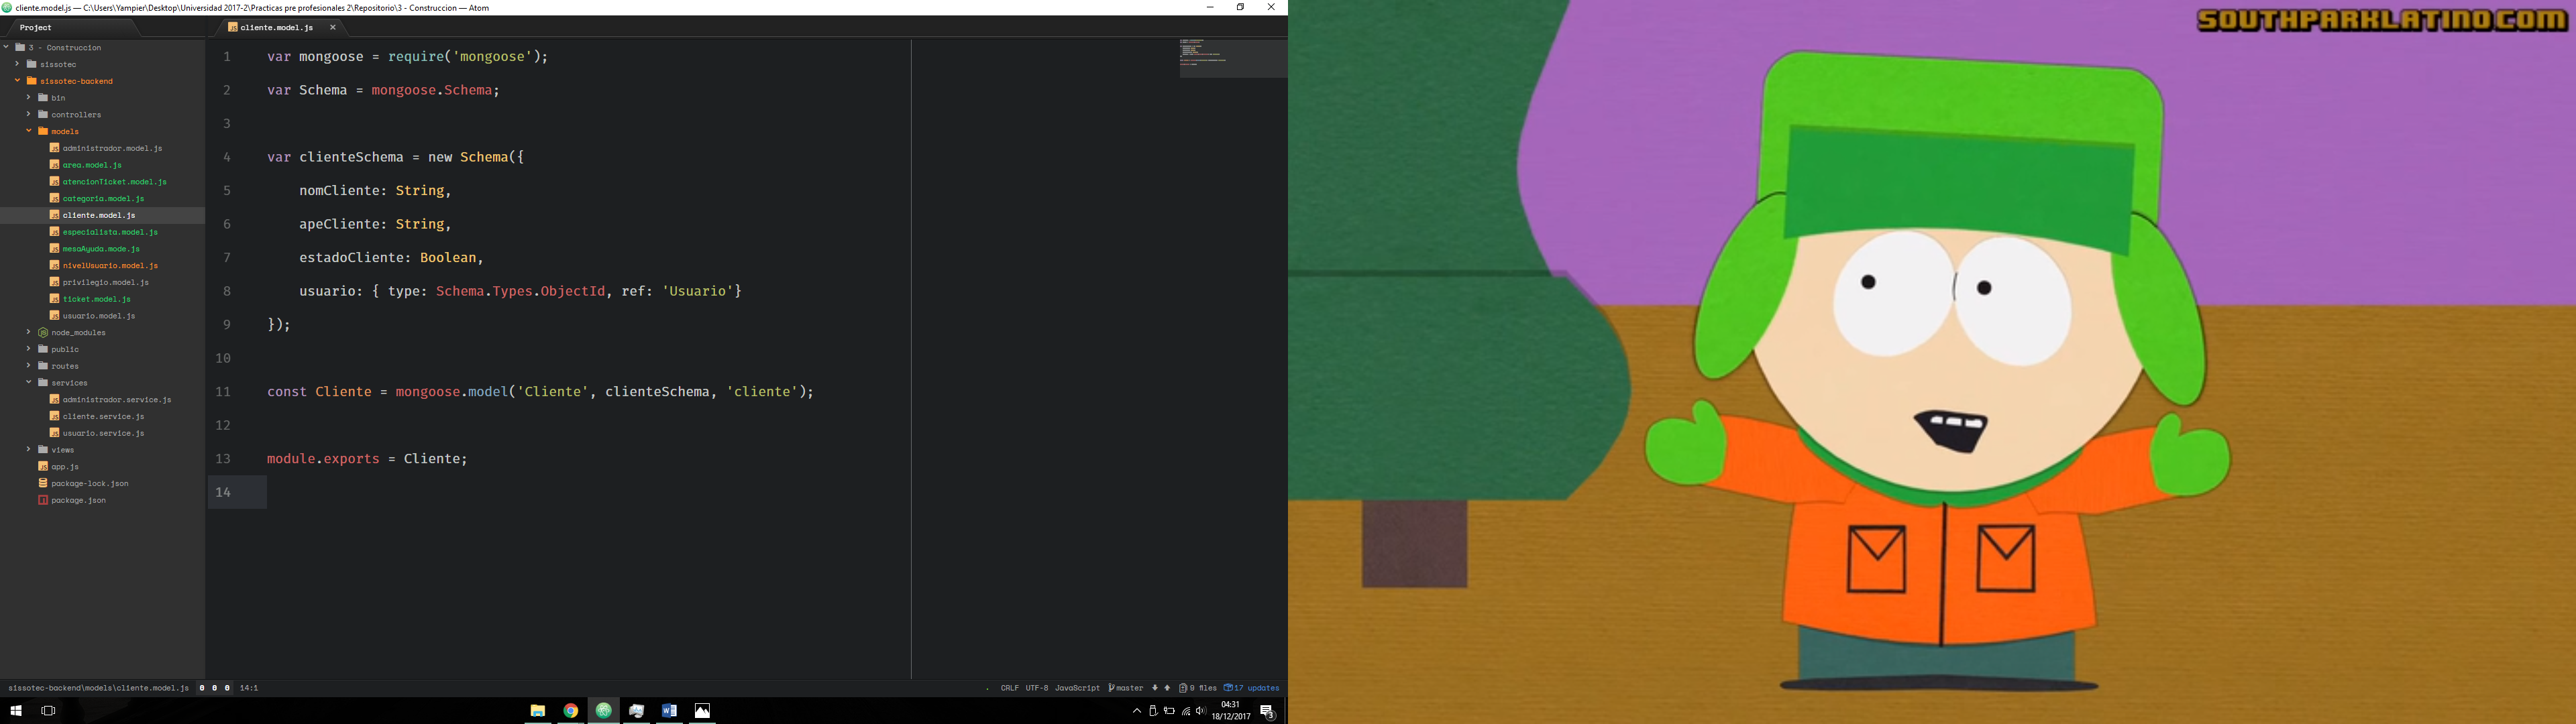 cliente.model.js — C:\Users\Yampier\Desktop\Universidad 2017-2\Practicas pre profesionales 2\Repositorio\3 - Construccion — Atom
Project
3 - Construccion
sissotec
sissotec-backend
bin
controllers
models
administrador.model.js
area.model.js
atencionTicket.model.js
categoria.model.js
cliente.model.js
especialista.model.js
mesaAyuda.mode.js
nivelUsuario.model.js
privilegio.model.js
ticket.model.js
usuario.model.js
node_modules
public
routes
services
administrador.service.js
cliente.service.js
usuario.service.js
views
app.js
package-lock.json
package.json
cliente.model.js
1 var mongoose = require('mongoose');
2 var Schema = mongoose.Schema;
3
4 var clienteSchema = new Schema({
5 nomCliente: String,
6 apeCliente: String,
7 estadoCliente: Boolean,
8 usuario: { type: Schema.Types.ObjectId, ref: 'Usuario'}
9 });
10
11 const Cliente = mongoose.model('Cliente', clienteSchema, 'cliente');
12
13 module.exports = Cliente;
14
sissotec-backend\models\cliente.model.js 0 0 0 14:1
. CRLF UTF-8 JavaScript master 9 files 17 updates
04:31
18/12/2017
3
SOUTHPARKLATINO.COM